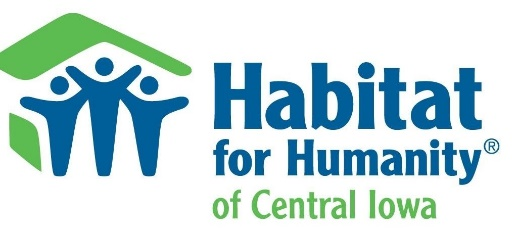 Habitat
for Humanity®
of Central Iowa